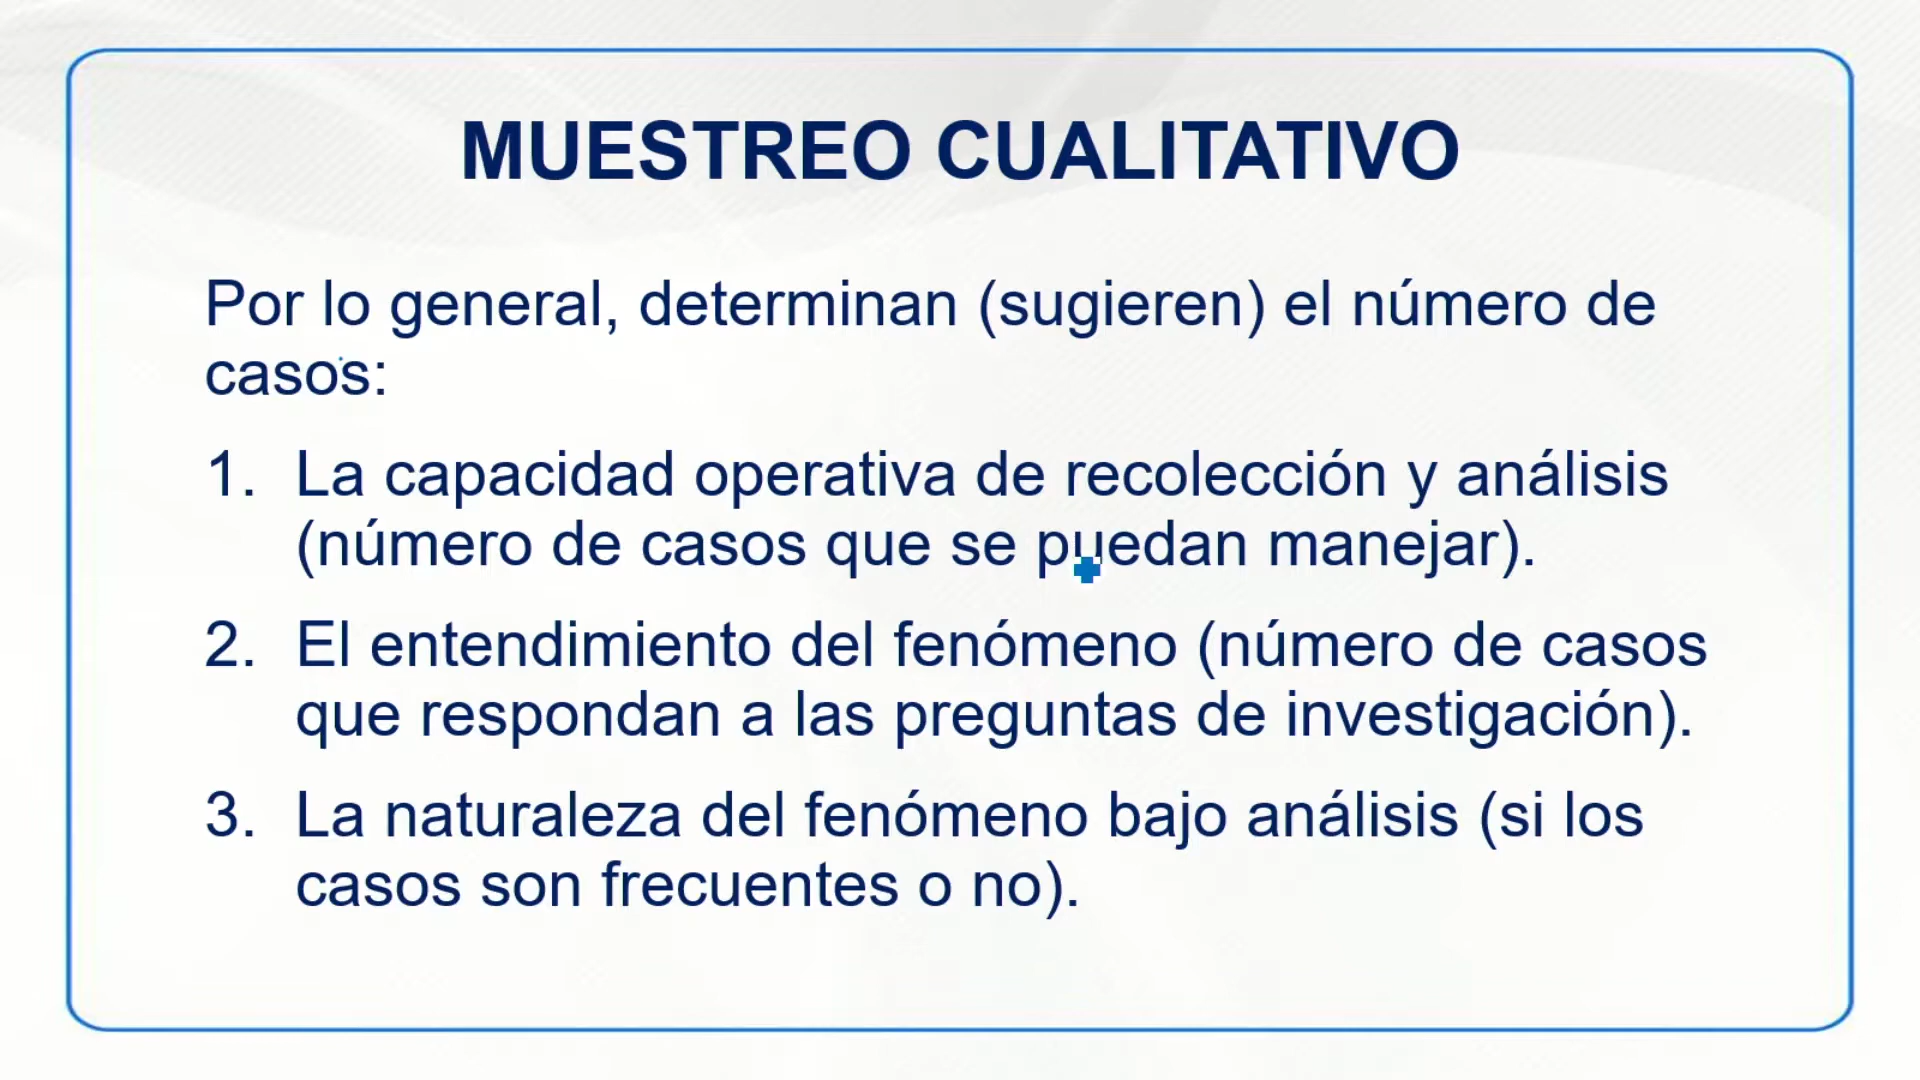 MUESTREO CUALITATIVO
Por lo general, determinan (sugieren) el número de
casos:
1. La capacidad operativa de recolección y análisis
(número de casos que se puedan manejar).
2. El entendimiento del fenómeno (número de casos
que respondan a las preguntas de investigación).
3. La naturaleza del fenómeno bajo análisis (si los
casos son frecuentes o no).